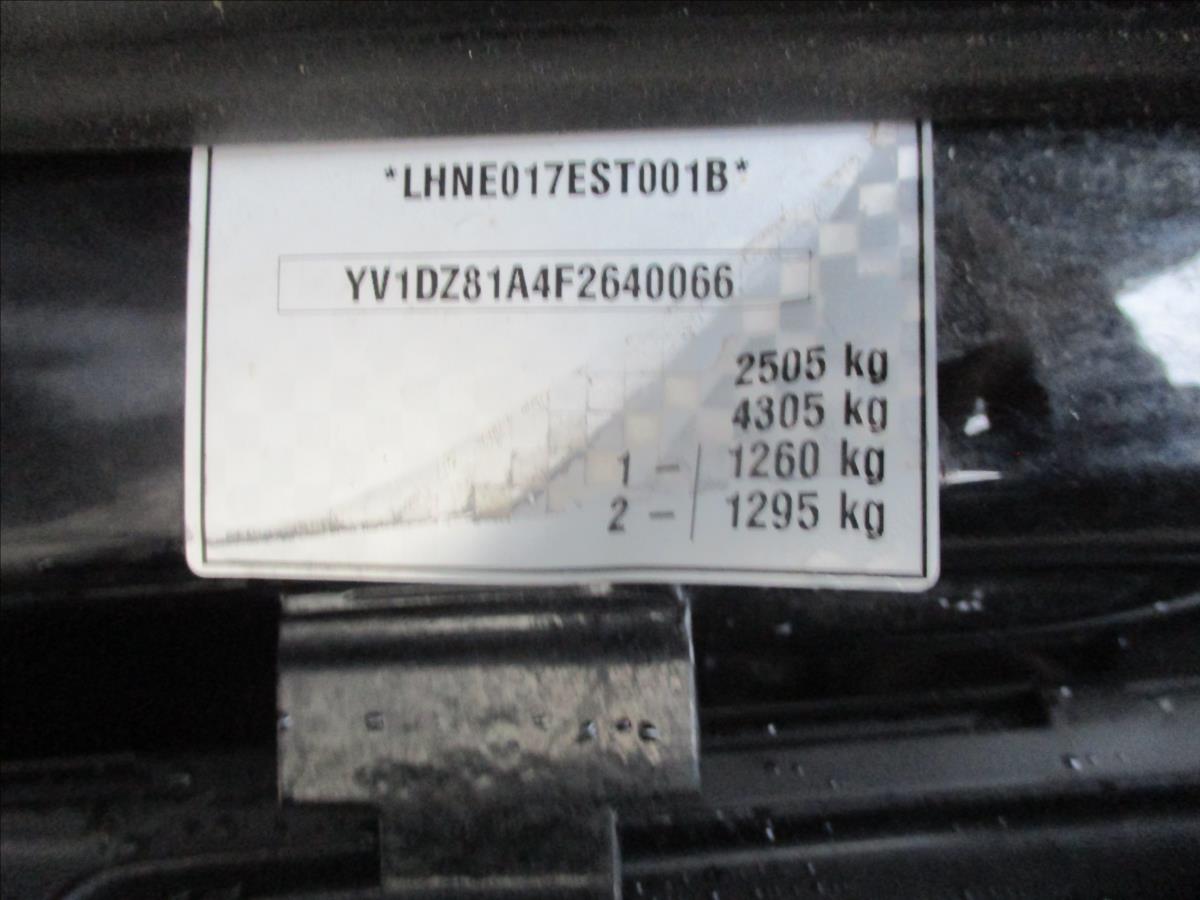 *LHNE017EST001B*
YV1DZ81A4F2640066
2505 kg
4305 kg
1 - 1260 kg
2 - 1295 kg